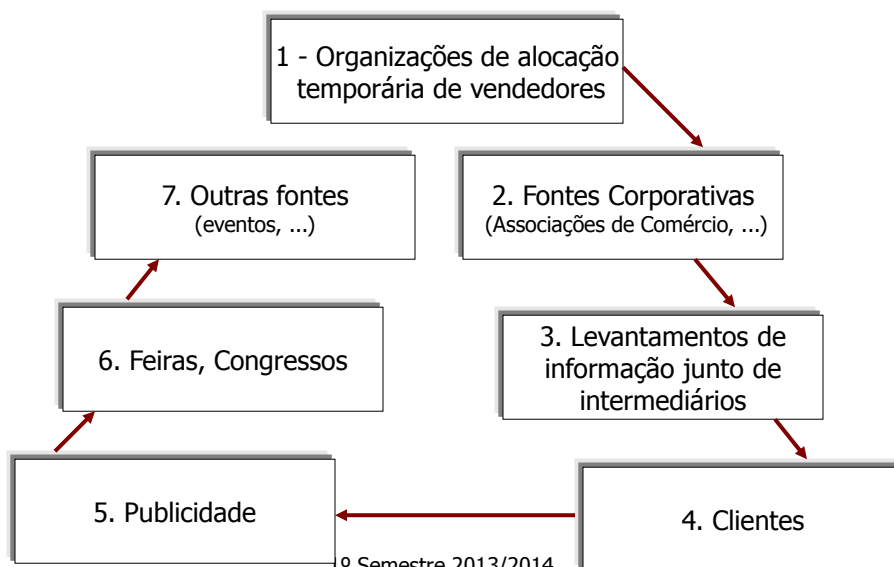 1 - Organizações de alocação
temporária de vendedores
7. Outras fontes
(eventos, ...)
2. Fontes Corporativas
(Associações de Comércio, ...)
6. Feiras, Congressos
3. Levantamentos de
informação junto de
intermediários
5. Publicidade
4. Clientes
1º Semestre 2013/2014